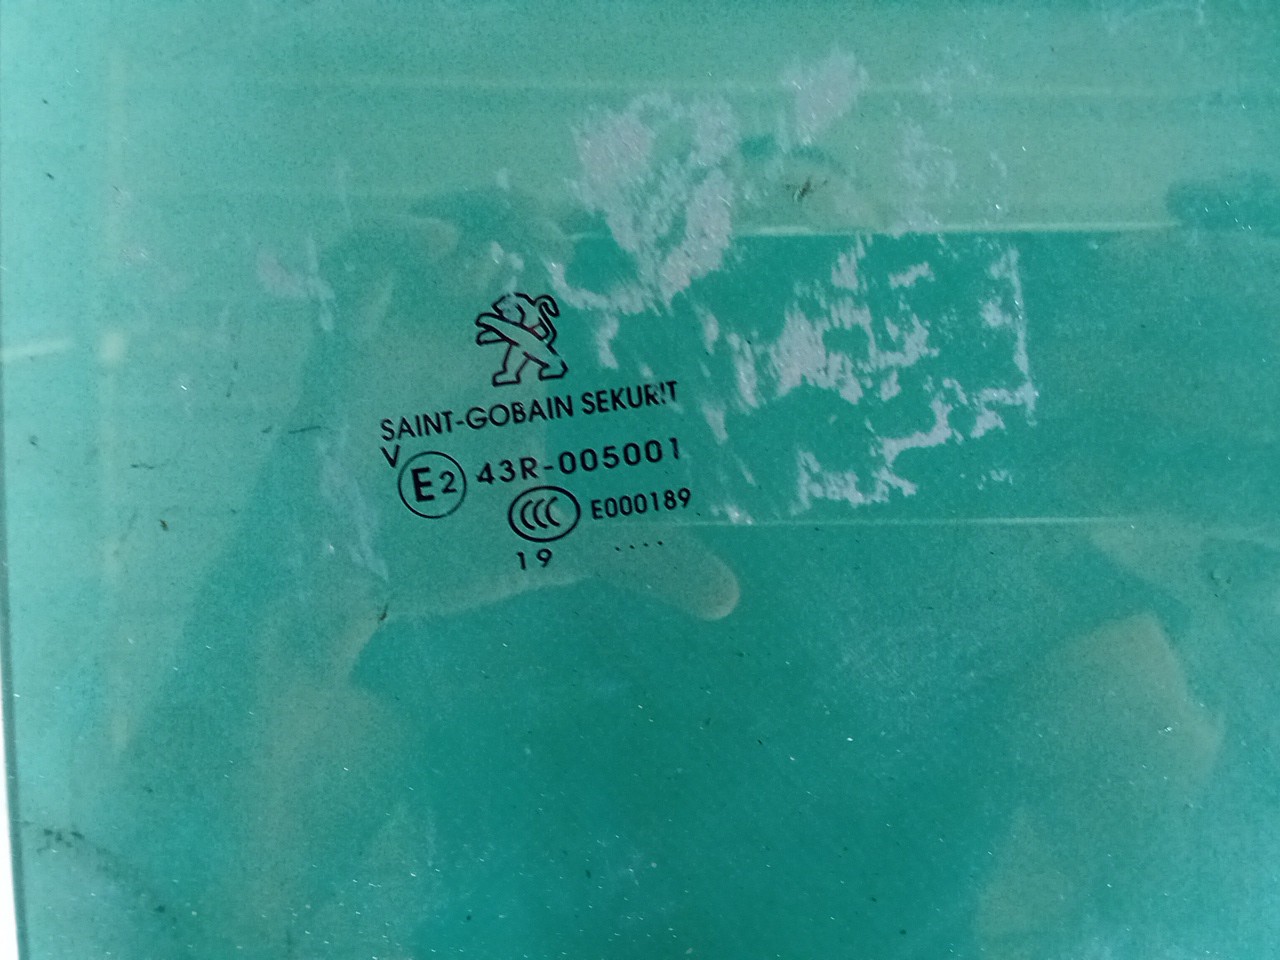 SAINT-GOBAIN SEKURIT
V
E2 43R-005001
CCC E000189
19 ....